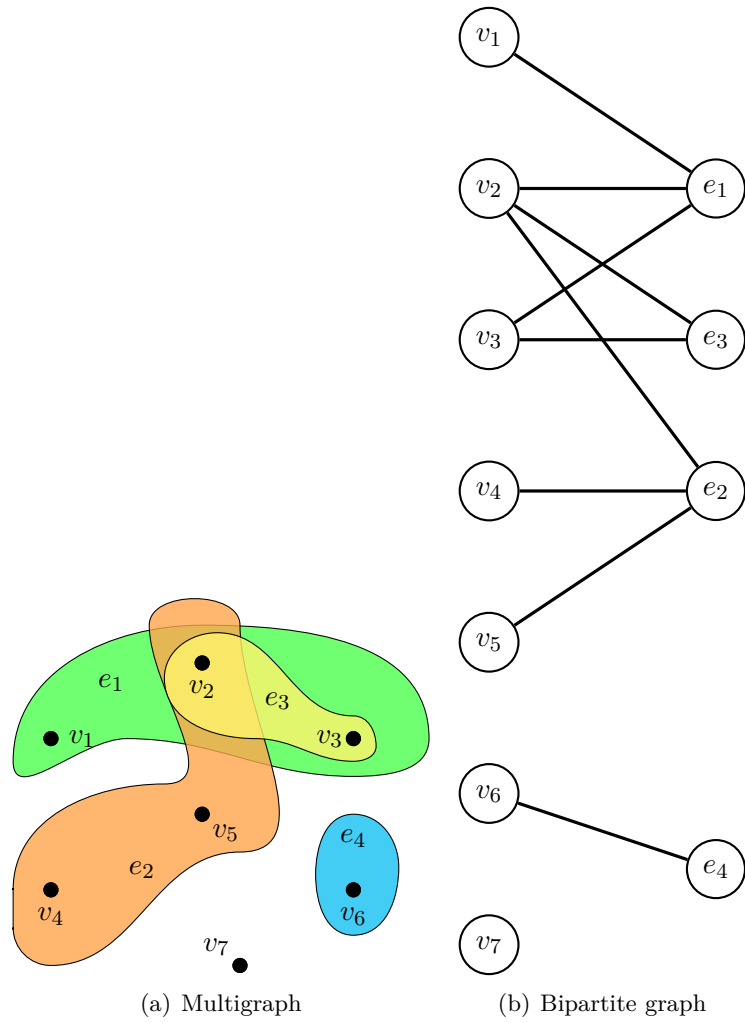 v1
v2
e1
v3
e3
v4
e2
v5
v6
e4
v7
e1
v2
e3
v1
v3
v5
e4
e2
v4
v6
v7
(a) Multigraph
(b) Bipartite graph